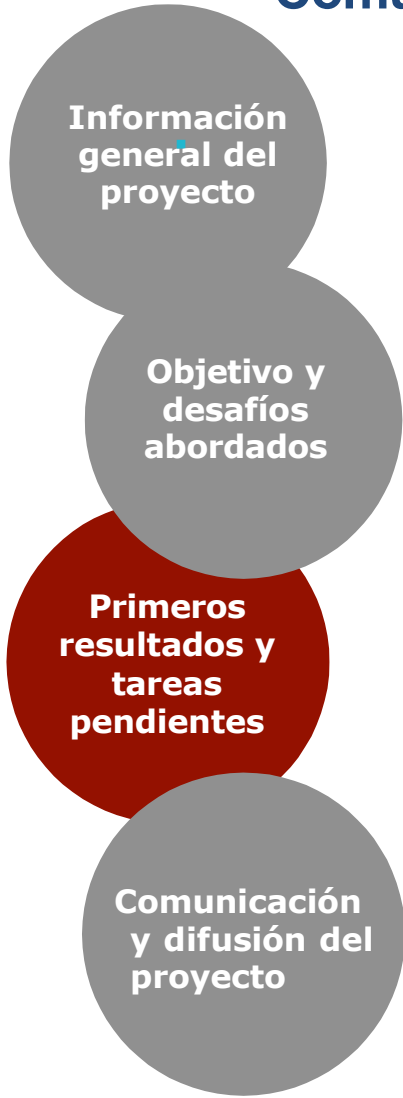 Información
general del
proyecto
Objetivo y
desafíos
abordados
Primeros
resultados y
tareas
pendientes
Comunicación
y difusión del
proyecto